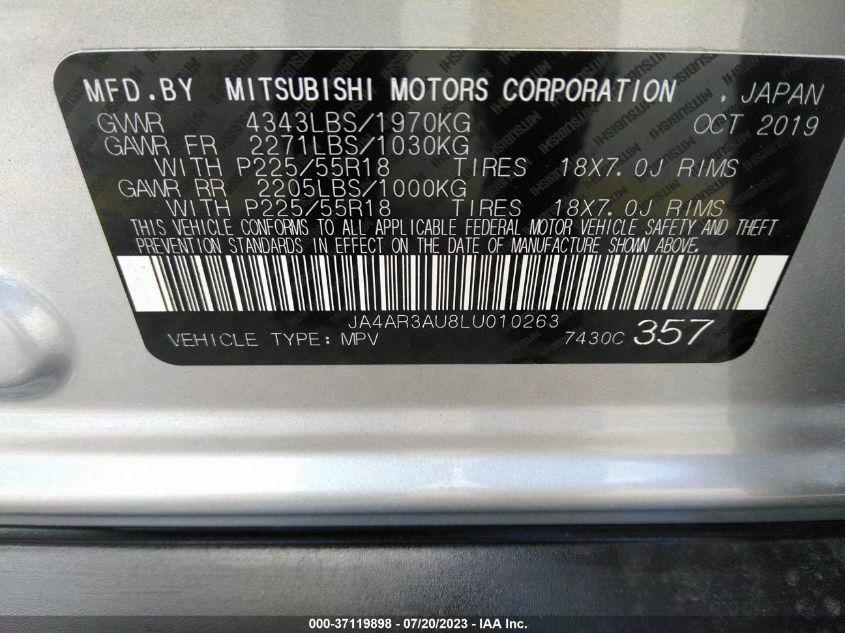 MFD.BY MITSUBISHI MOTORS CORPORATION , JAPAN
GVWR 4343LBS/1970KG OCT 2019
GAWR FR 2271LBS/1030KG
WITH P225/55R18 TIRES 18X7.0J RIMS
GAWR RR 2205LBS/1000KG
WITH P225/55R18 TIRES 18X7.0J RIMS
THIS VEHICLE CONFORMS TO ALL APPLICABLE FEDERAL MOTOR VEHICLE SAFETY AND THEFT
PREVENTION STANDARDS IN EFFECT ON THE DATE OF MANUFACTURE SHOWN ABOVE.
JA4AR3AU8LU010263
VEHICLE TYPE: MPV 7430C 357
000-37119898 - 07/20/2023 - IAAI.com